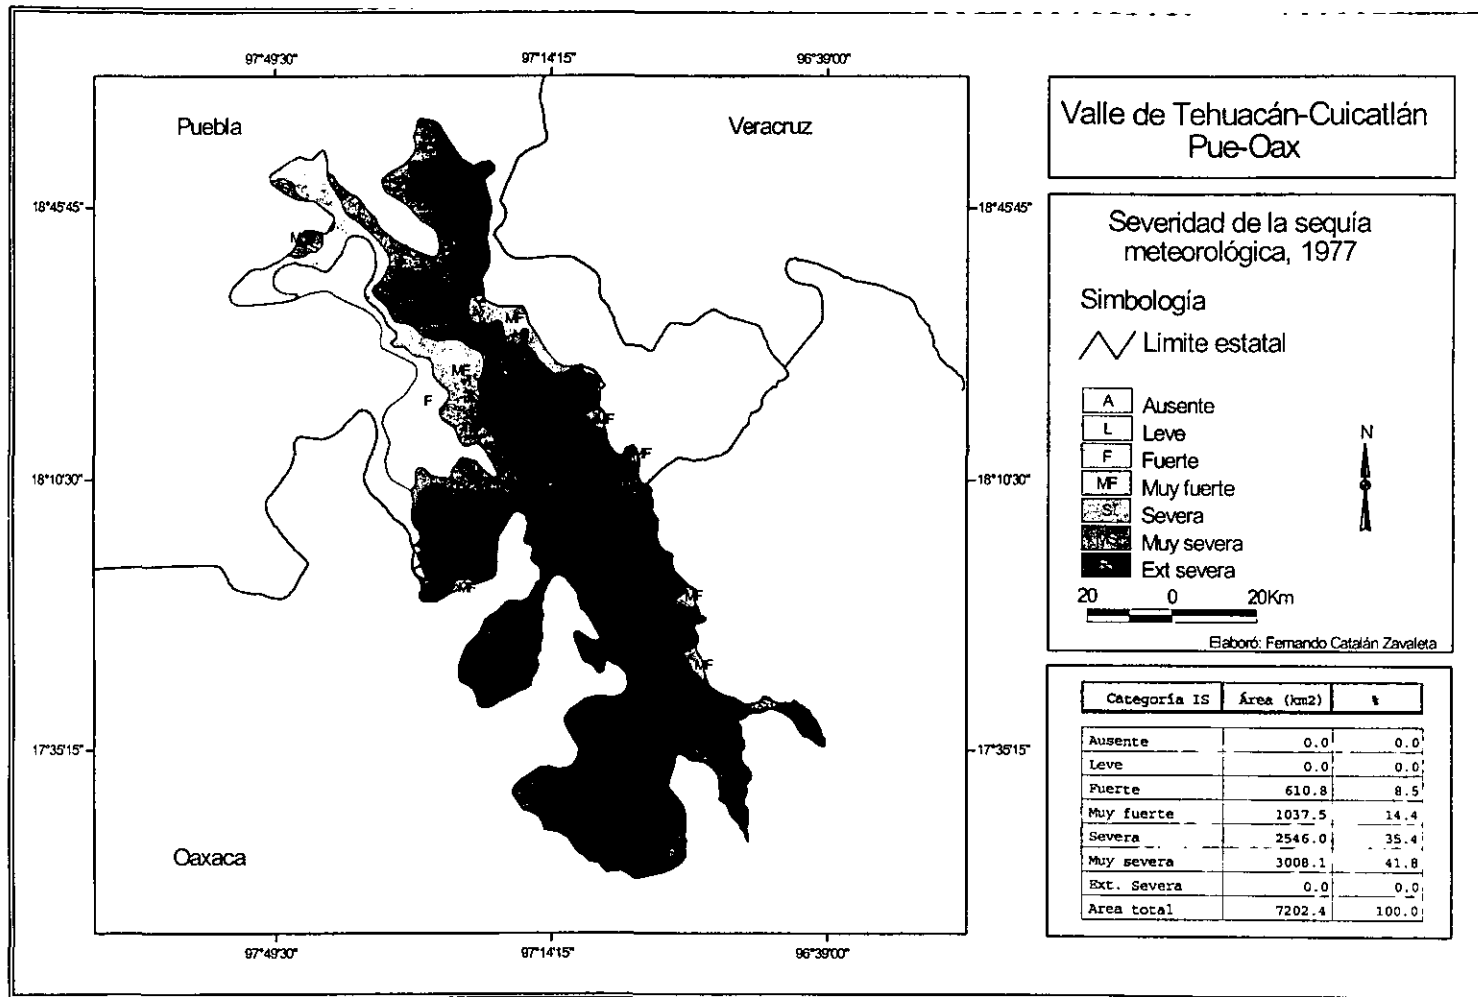 97°49'30" 97°14'15" 96°39'00"
Puebla
Veracruz
18°45'45" 18°45'45"
MF
MF
F
MF
MF
18°10'30" 18°10'30"
MF
MF
MF
17°35'15" 17°35'15"
Oaxaca
97°49'30" 97°14'15" 96°39'00"
Valle de Tehuacán-Cuicatlán
Pue-Oax
Severidad de la sequía
meteorológica, 1977
Simbología
Limite estatal
A Ausente
L Leve
F Fuerte
MF Muy fuerte
S Severa
Muy severa
Ext severa
N
20 0 20Km
Elaboró: Fernando Catalán Zavaleta
Categoría IS Área (km2) %
Ausente 0.0 0.0
Leve 0.0 0.0
Fuerte 610.8 8.5
Muy fuerte 1037.5 14.4
Severa 2546.0 35.4
Muy severa 3008.1 41.8
Ext. Severa 0.0 0.0
Area total 7202.4 100.0